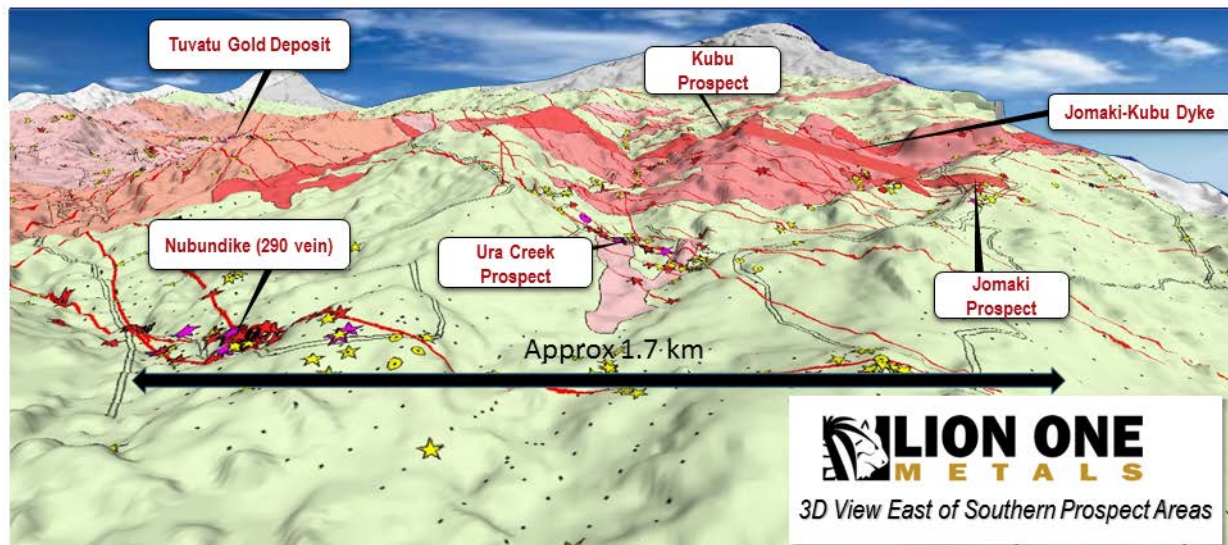 Tuvatu Gold Deposit
Kubu
Prospect
Jomaki-Kubu Dyke
Nubundike (290 vein)
Ura Creek
Prospect
Jomaki
Prospect
Approx 1.7 km
LION ONE
METALS
3D View East of Southern Prospect Areas